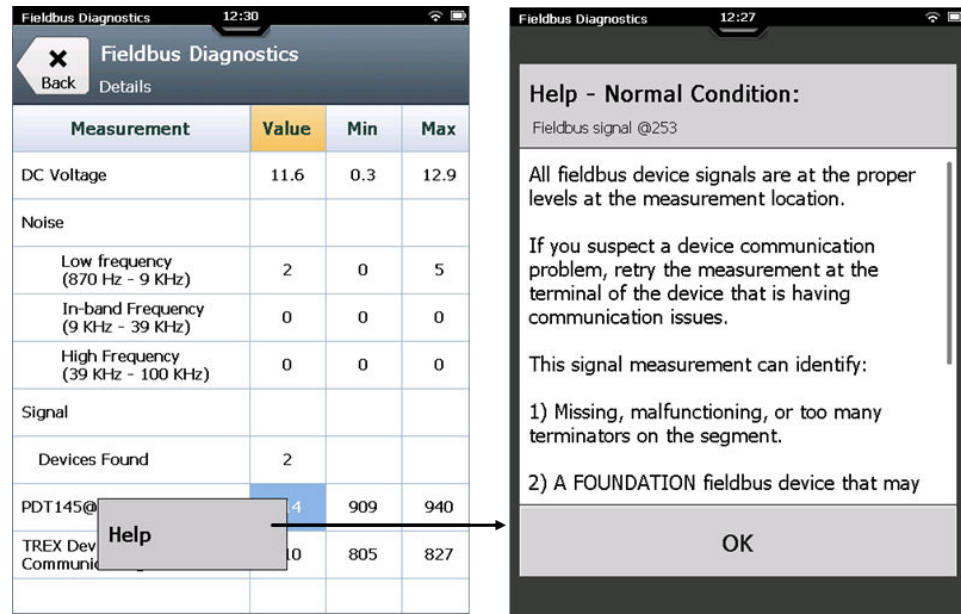 Fieldbus Diagnostics 12:30
Fieldbus Diagnostics
Back
Details
Measurement Value Min Max
DC Voltage 11.6 0.3 12.9
Noise
Low frequency
(870 Hz - 9 KHz) 2 0 5
In-band Frequency
(9 KHz - 39 KHz) 0 0 0
High Frequency
(39 KHz - 100 KHz) 0 0 0
Signal
Devices Found 2
PDT145@ 4 909 940
Help
TREX Dev 10 805 827
Communic
Fieldbus Diagnostics 12:27
Help - Normal Condition:
Fieldbus signal @253
All fieldbus device signals are at the proper
levels at the measurement location.
If you suspect a device communication
problem, retry the measurement at the
terminal of the device that is having
communication issues.
This signal measurement can identify:
1) Missing, malfunctioning, or too many
terminators on the segment.
2) A FOUNDATION fieldbus device that may
OK